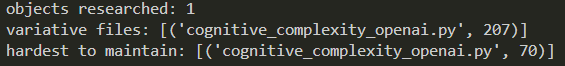 objects researched: 1
variative files: [('cognitive_complexity_openai.py', 207)]
hardest to maintain: [('cognitive_complexity_openai.py', 70)]